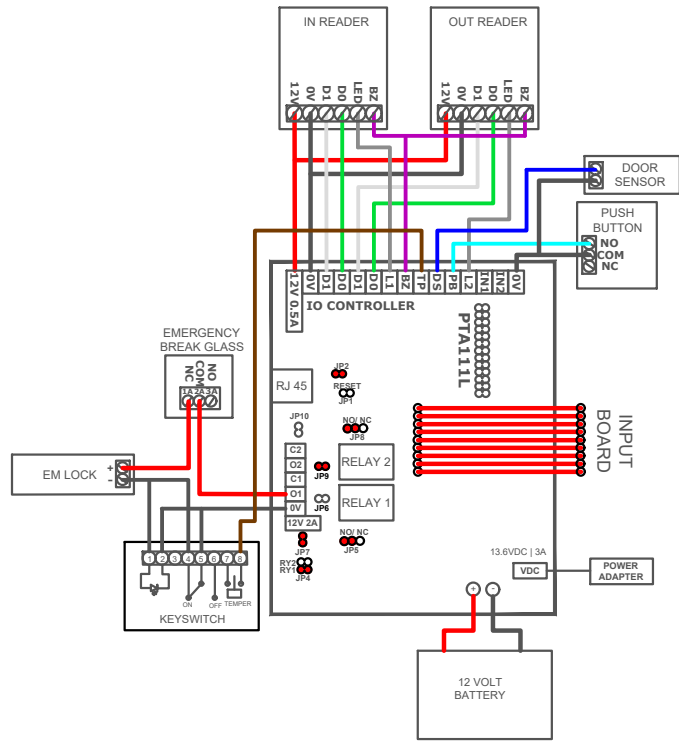 IN READER
OUT READER
12V
0V
D1
D0
LED
BZ
12V
0V
D1
D0
LED
BZ
DOOR
SENSOR
PUSH
BUTTON
NO
COM
NC
12V 0.5A
0V
D1
D0
D1
D0
L1
BZ
TP
DS
PB
L2
IN1
IN2
0V
IO CONTROLLER
PTA111L
EMERGENCY
BREAK GLASS
NC
COM
NO
1A
2A
3A
RJ 45
JP2
RESET
JP1
JP10
NO/ NC
JP8
INPUT
BOARD
C2
O2
C1
O1
0V
12V 2A
JP9
RELAY 2
JP6
RELAY 1
EM LOCK
+
-
JP7
NO/ NC
JP5
RY2
RY1
JP4
13.6VDC | 3A
VDC
POWER
ADAPTER
1
2
3
4
5
6
7
8
ON
OFF
TEMPER
KEYSWITCH
+
-
12 VOLT
BATTERY